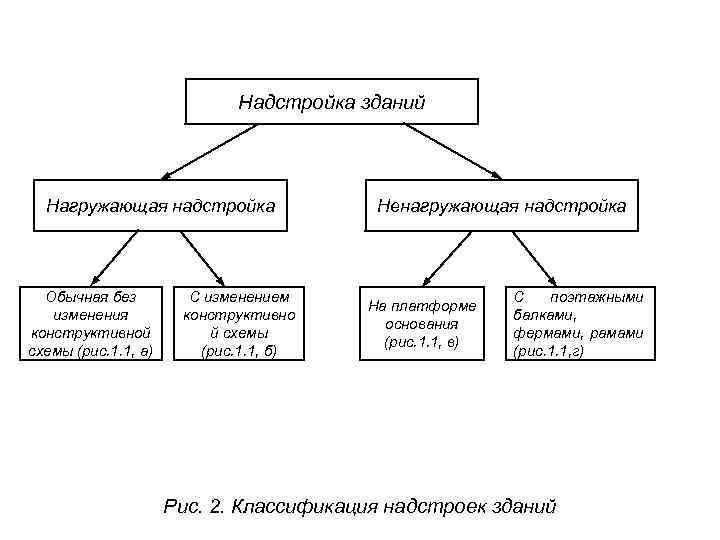 Надстройка зданий
Нагружающая надстройка
Ненагружающая надстройка
Обычная без
изменения
конструктивной
схемы (рис.1.1, а)
С изменением
конструктивно
й схемы
(рис.1.1, б)
На платформе
основания
(рис.1.1, в)
С поэтажными
балками,
фермами, рамами
(рис.1.1,г)
Рис. 2. Классификация надстроек зданий